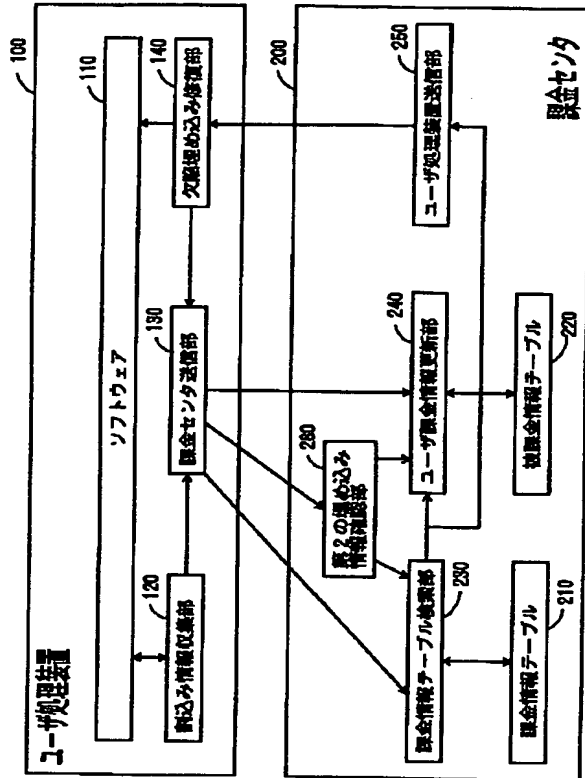 ユーザ処理装置
100
ソフトウェア
110
割込み情報収集部
120
課金センタ送信部
130
欠陥埋め込み修復部
140
課金センタ
200
第2の埋め込み
情報確認部
280
課金情報テーブル検索部
230
ユーザ課金情報更新部
240
ユーザ処理装置送信部
250
課金情報テーブル
210
被課金情報テーブル
220